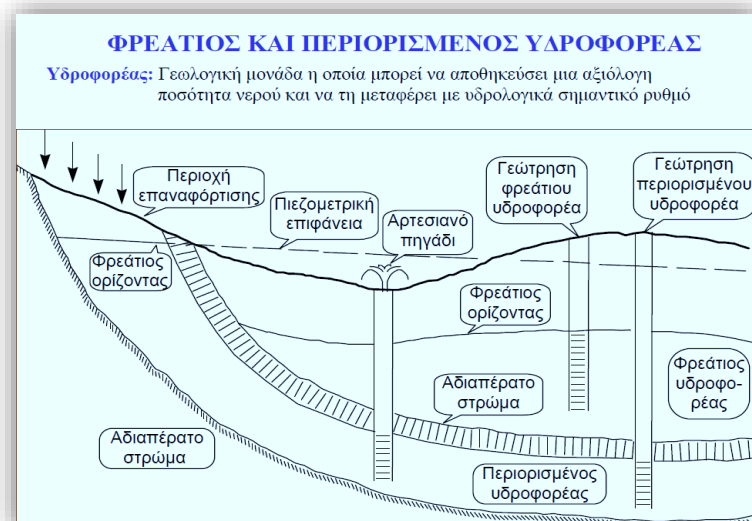 ΦΡΕΑΤΙΟΣ ΚΑΙ ΠΕΡΙΟΡΙΣΜΕΝΟΣ ΥΔΡΟΦΟΡΕΑΣ
Υδροφορέας: Γεωλογική μονάδα η οποία μπορεί να αποθηκεύσει μια αξιόλογη
ποσότητα νερού και να τη μεταφέρει με υδρολογικά σημαντικό ρυθμό
Περιοχή
επαναφόρτισης
Πιεζομετρική
επιφάνεια
Αρτεσιανό
πηγάδι
Γεώτρηση
φρεάτιου
υδροφορέα
Γεώτρηση
περιορισμένου
υδροφορέα
Φρεάτιος
ορίζοντας
Φρεάτιος
ορίζοντας
Φρεάτιος
υδροφο-
ρέας
Αδιαπέρατο
στρώμα
Αδιαπέρατο
στρώμα
Περιορισμένος
υδροφορέας